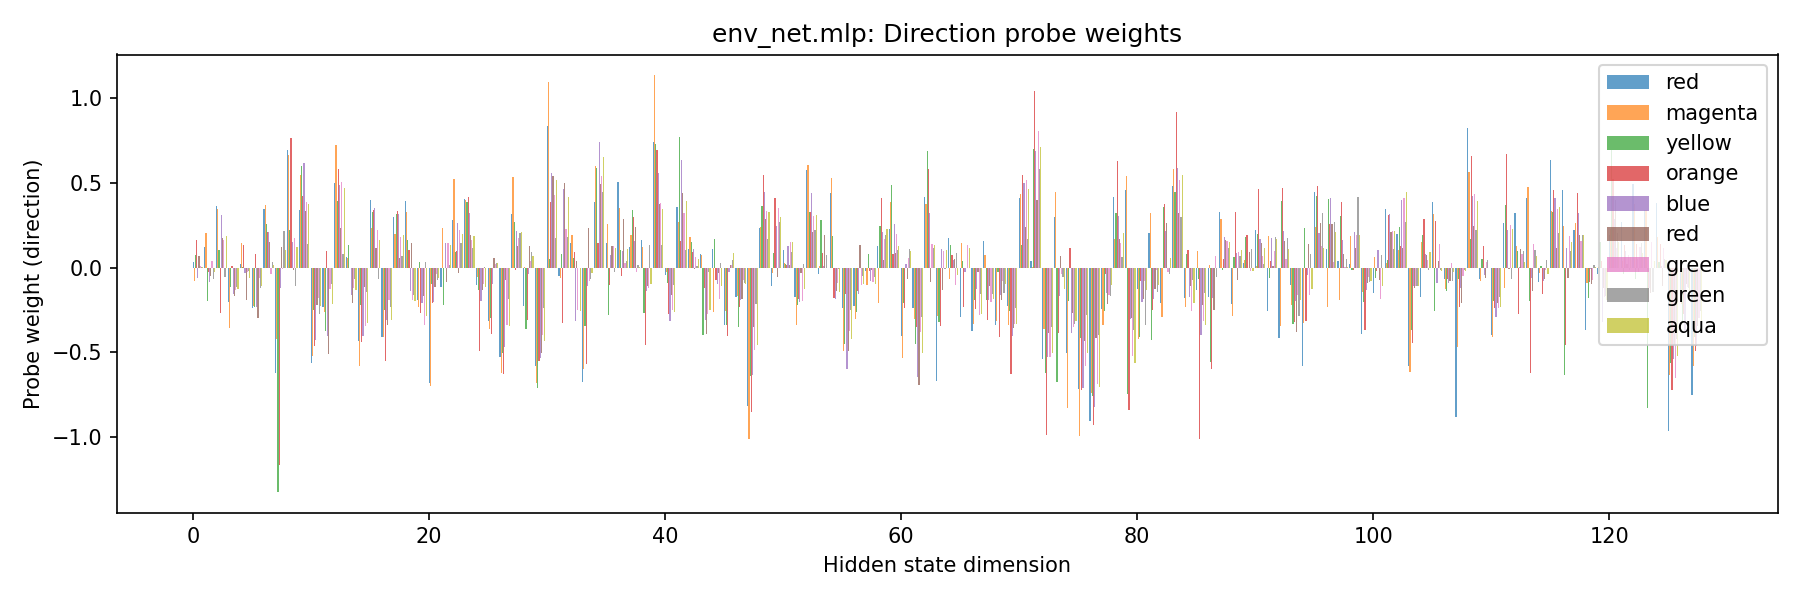 env_net.mlp: Direction probe weights
Probe weight (direction)
1.0
0.5
0.0
−0.5
−1.0
red
magenta
yellow
orange
blue
red
green
green
aqua
0 20 40 60 80 100 120
Hidden state dimension